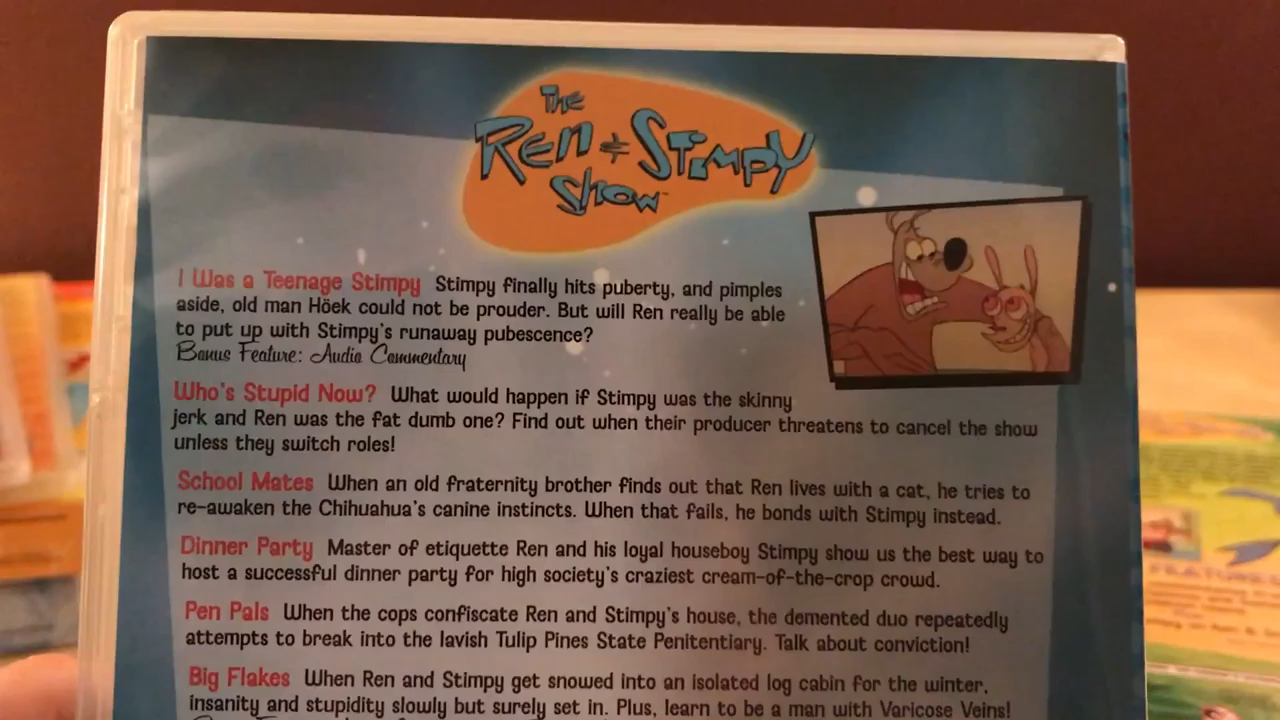 The
Ren & Stimpy
Show™
I Was a Teenage Stimpy Stimpy finally hits puberty, and pimples
aside, old man Höek could not be prouder. But will Ren really be able
to put up with Stimpy's runaway pubescence?
Bonus Feature: Audio Commentary
Who's Stupid Now? What would happen if Stimpy was the skinny
jerk and Ren was the fat dumb one? Find out when their producer threatens to cancel the show
unless they switch roles!
School Mates When an old fraternity brother finds out that Ren lives with a cat, he tries to
re-awaken the Chihuahua's canine instincts. When that fails, he bonds with Stimpy instead.
Dinner Party Master of etiquette Ren and his loyal houseboy Stimpy show us the best way to
host a successful dinner party for high society's craziest cream-of-the-crop crowd.
Pen Pals When the cops confiscate Ren and Stimpy's house, the demented duo repeatedly
attempts to break into the lavish Tulip Pines State Penitentiary. Talk about conviction!
Big Flakes When Ren and Stimpy get snowed into an isolated log cabin for the winter,
insanity and stupidity slowly but surely set in. Plus, learn to be a man with Varicose Veins!
FEATURES